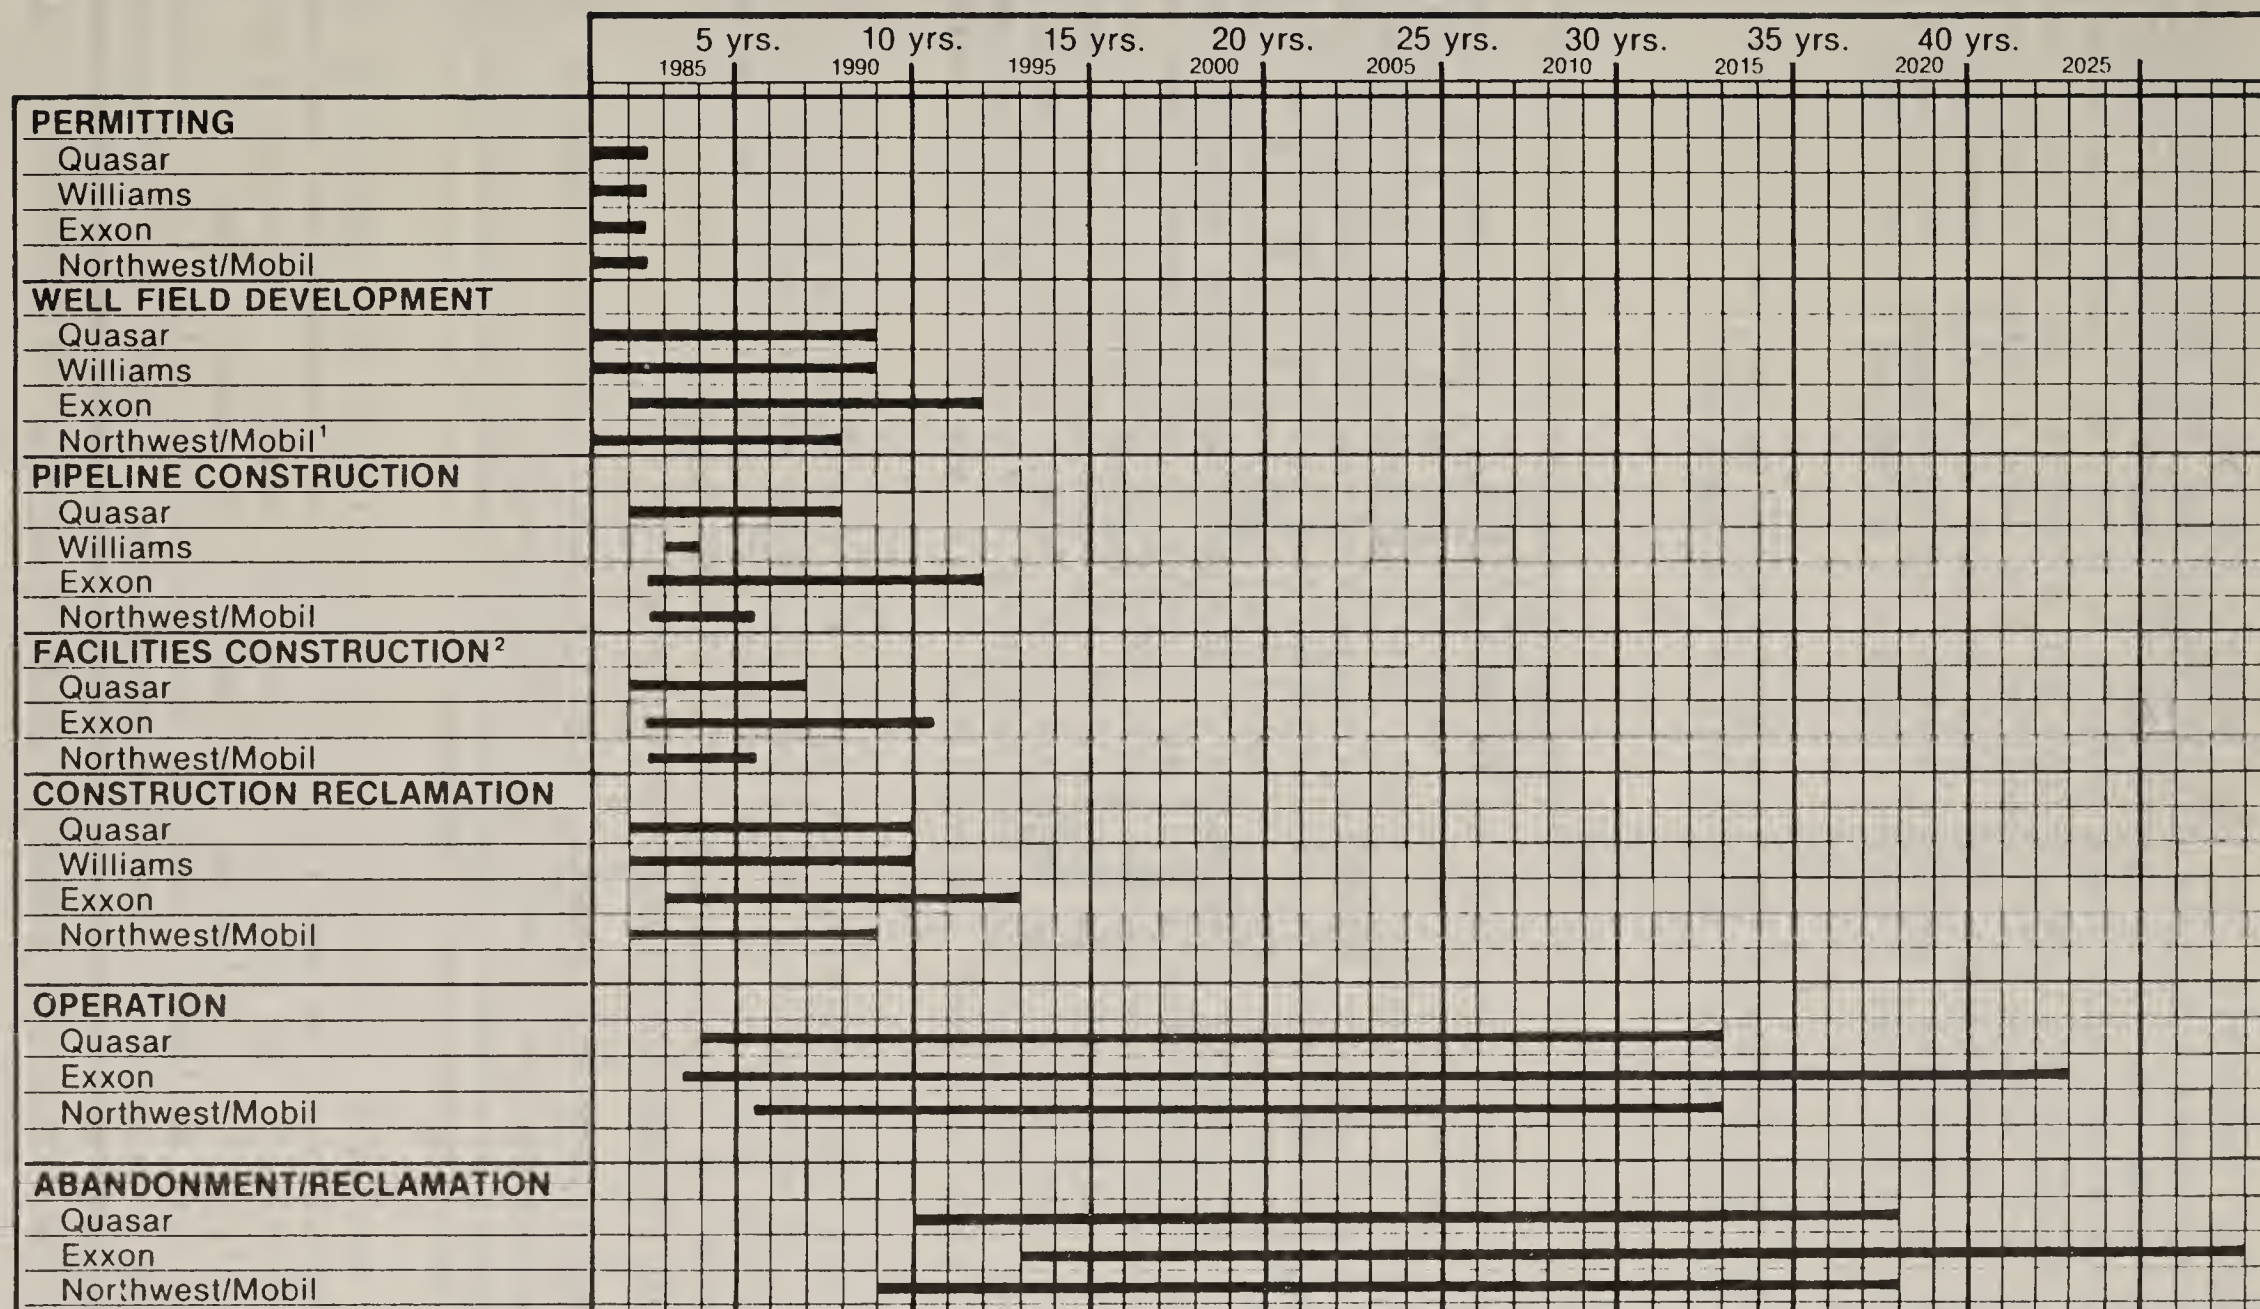 5 yrs. 10 yrs. 15 yrs. 20 yrs. 25 yrs. 30 yrs. 35 yrs. 40 yrs.
1985 1990 1995 2000 2005 2010 2015 2020 2025
PERMITTING
Quasar
Williams
Exxon
Northwest/Mobil
WELL FIELD DEVELOPMENT
Quasar
Williams
Exxon
Northwest/Mobil¹
PIPELINE CONSTRUCTION
Quasar
Williams
Exxon
Northwest/Mobil
FACILITIES CONSTRUCTION²
Quasar
Exxon
Northwest/Mobil
CONSTRUCTION RECLAMATION
Quasar
Williams
Exxon
Northwest/Mobil
OPERATION
Quasar
Exxon
Northwest/Mobil
ABANDONMENT/RECLAMATION
Quasar
Exxon
Northwest/Mobil